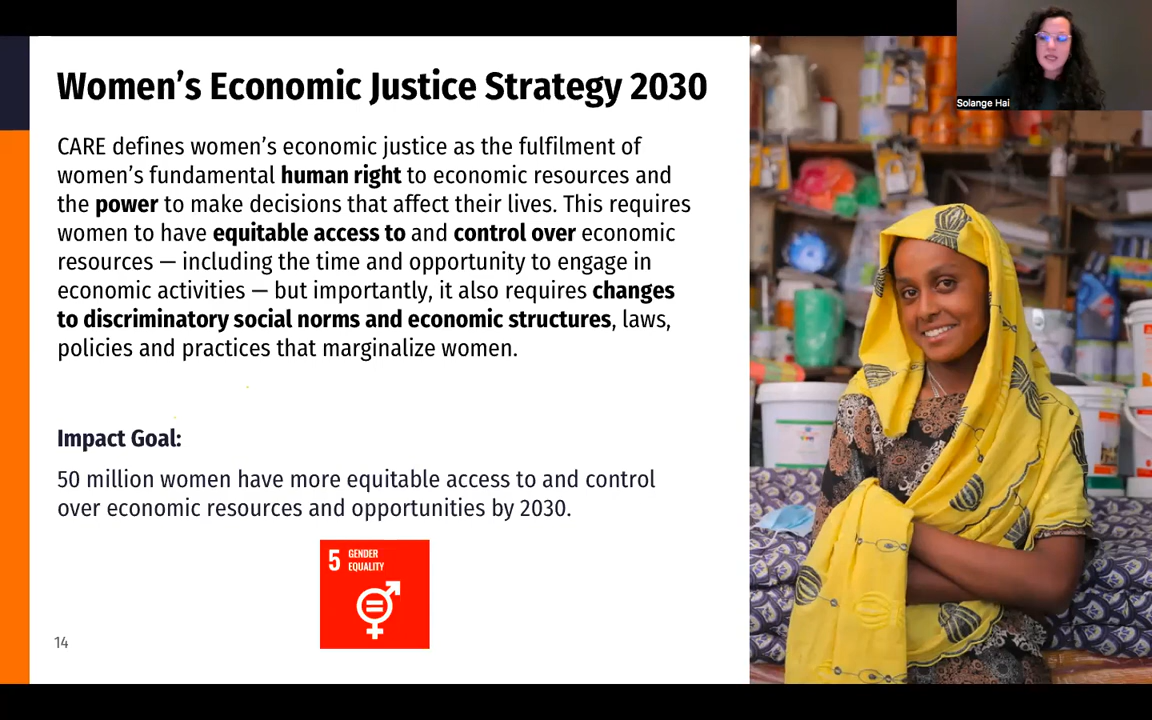 Women's Economic Justice Strategy 2030
Solange Hai
CARE defines women's economic justice as the fulfilment of
women's fundamental human right to economic resources and
the power to make decisions that affect their lives. This requires
women to have equitable access to and control over economic
resources — including the time and opportunity to engage in
economic activities — but importantly, it also requires changes
to discriminatory social norms and economic structures, laws,
policies and practices that marginalize women.
Impact Goal:
50 million women have more equitable access to and control
over economic resources and opportunities by 2030.
5 GENDER
EQUALITY
14